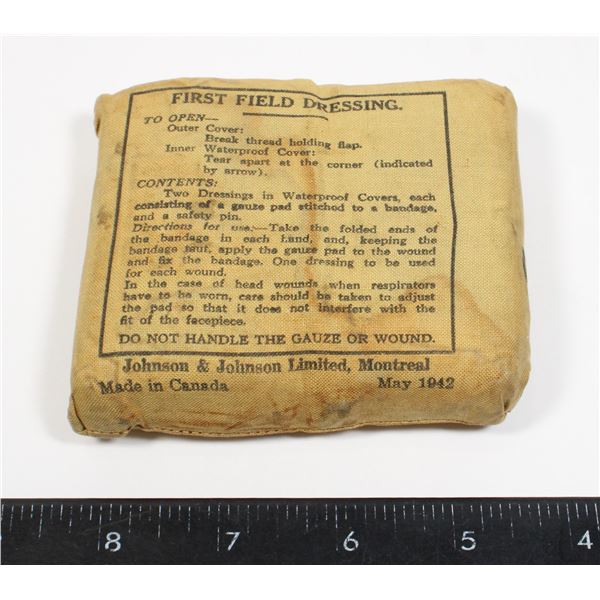 FIRST FIELD DRESSING.
TO OPEN—
Outer Cover:
Break thread holding flap.
Inner Waterproof Cover:
Tear apart at the corner (indicated
by arrow).
CONTENTS:
Two Dressings in Waterproof Covers, each
consisting of a gauze pad stitched to a bandage,
and a safety pin.
Directions for use:—Take the folded ends of
the bandage in each hand, and, keeping the
bandage taut, apply the gauze pad to the wound
and fix the bandage. One dressing to be used
for each wound.
In the case of head wounds when respirators
have to be worn, care should be taken to adjust
the pad so that it does not interfere with the
fit of the facepiece.
DO NOT HANDLE THE GAUZE OR WOUND.
Johnson & Johnson Limited, Montreal
Made in Canada May 1942
8 7 6 5 4